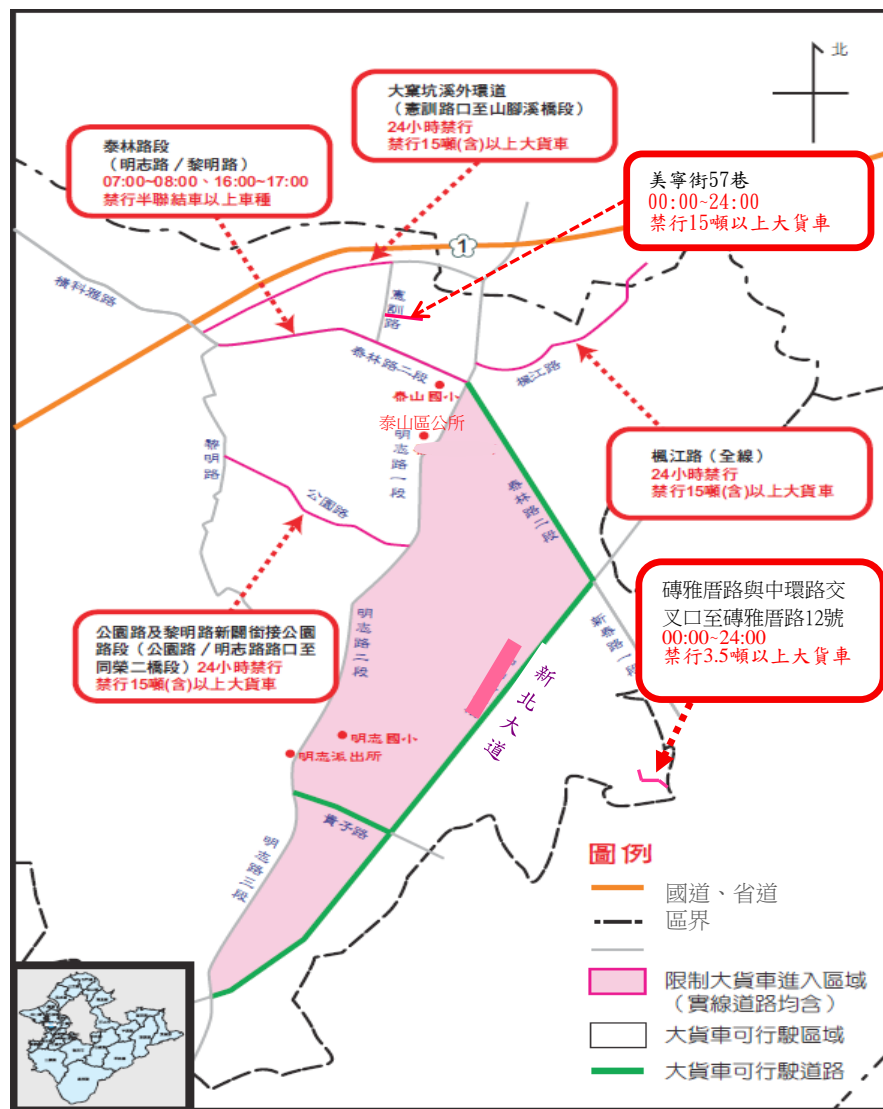 北
大窠坑溪外環道
（憲訓路口至山腳溪橋段）
24小時禁行
禁行15噸(含)以上大貨車
泰林路段
（明志路／黎明路）
07:00~08:00、16:00~17:00
禁行半聯結車以上車種
美寧街57巷
00:00~24:00
禁行15噸以上大貨車
1
橫科雅路
憲訓路
泰林路二段
楓江路
泰山國小
泰山區公所
明志路一段
黎明路
公園路
泰林路二段
楓江路（全線）
24小時禁行
禁行15噸(含)以上大貨車
磚雅厝路與中環路交
叉口至磚雅厝路12號
00:00~24:00
禁行3.5噸以上大貨車
公園路及黎明路新闢銜接公園
路段（公園路／明志路路口至
同榮二橋段）24小時禁行
禁行15噸(含)以上大貨車
明志路二段
新泰路一段
新北大道
明志國小
明志派出所
貴子路
明志路三段
圖例
國道、省道
區界
限制大貨車進入區域
（實線道路均含）
大貨車可行駛區域
大貨車可行駛道路